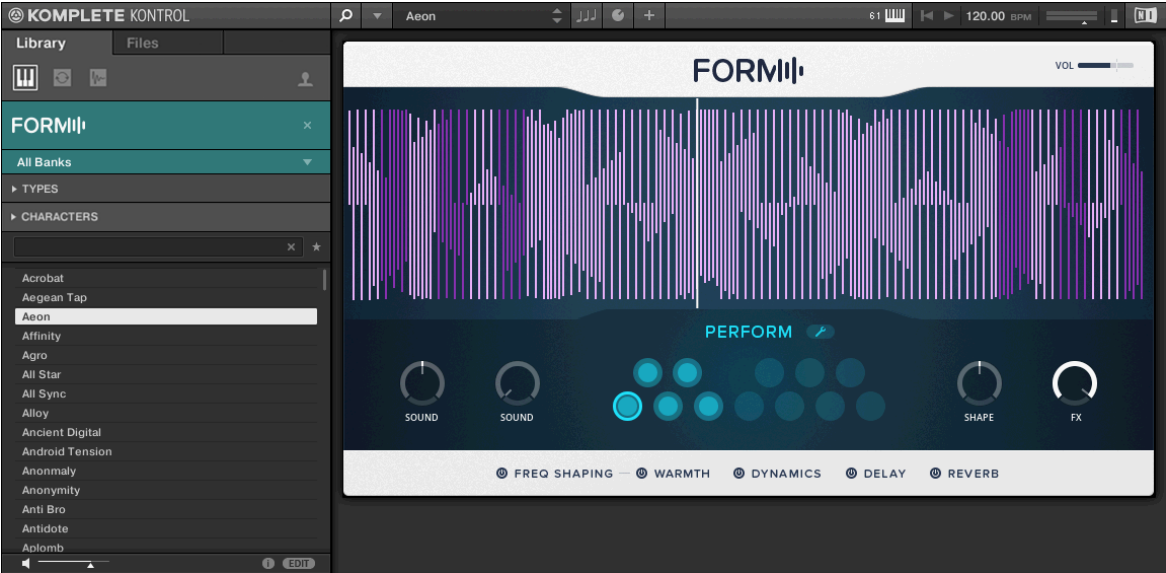 KOMPLETE KONTROL
Aeon
61
120.00 BPM
Library
Files
FORM
VOL
FORM
All Banks
TYPES
CHARACTERS
Acrobat
Aegean Tap
Aeon
Affinity
Agro
All Star
All Sync
Alloy
Ancient Digital
Android Tension
Anonmaly
Anonymity
Anti Bro
Antidote
Aplomb
EDIT
PERFORM
SOUND
SOUND
SHAPE
FX
FREQ SHAPING
WARMTH
DYNAMICS
DELAY
REVERB